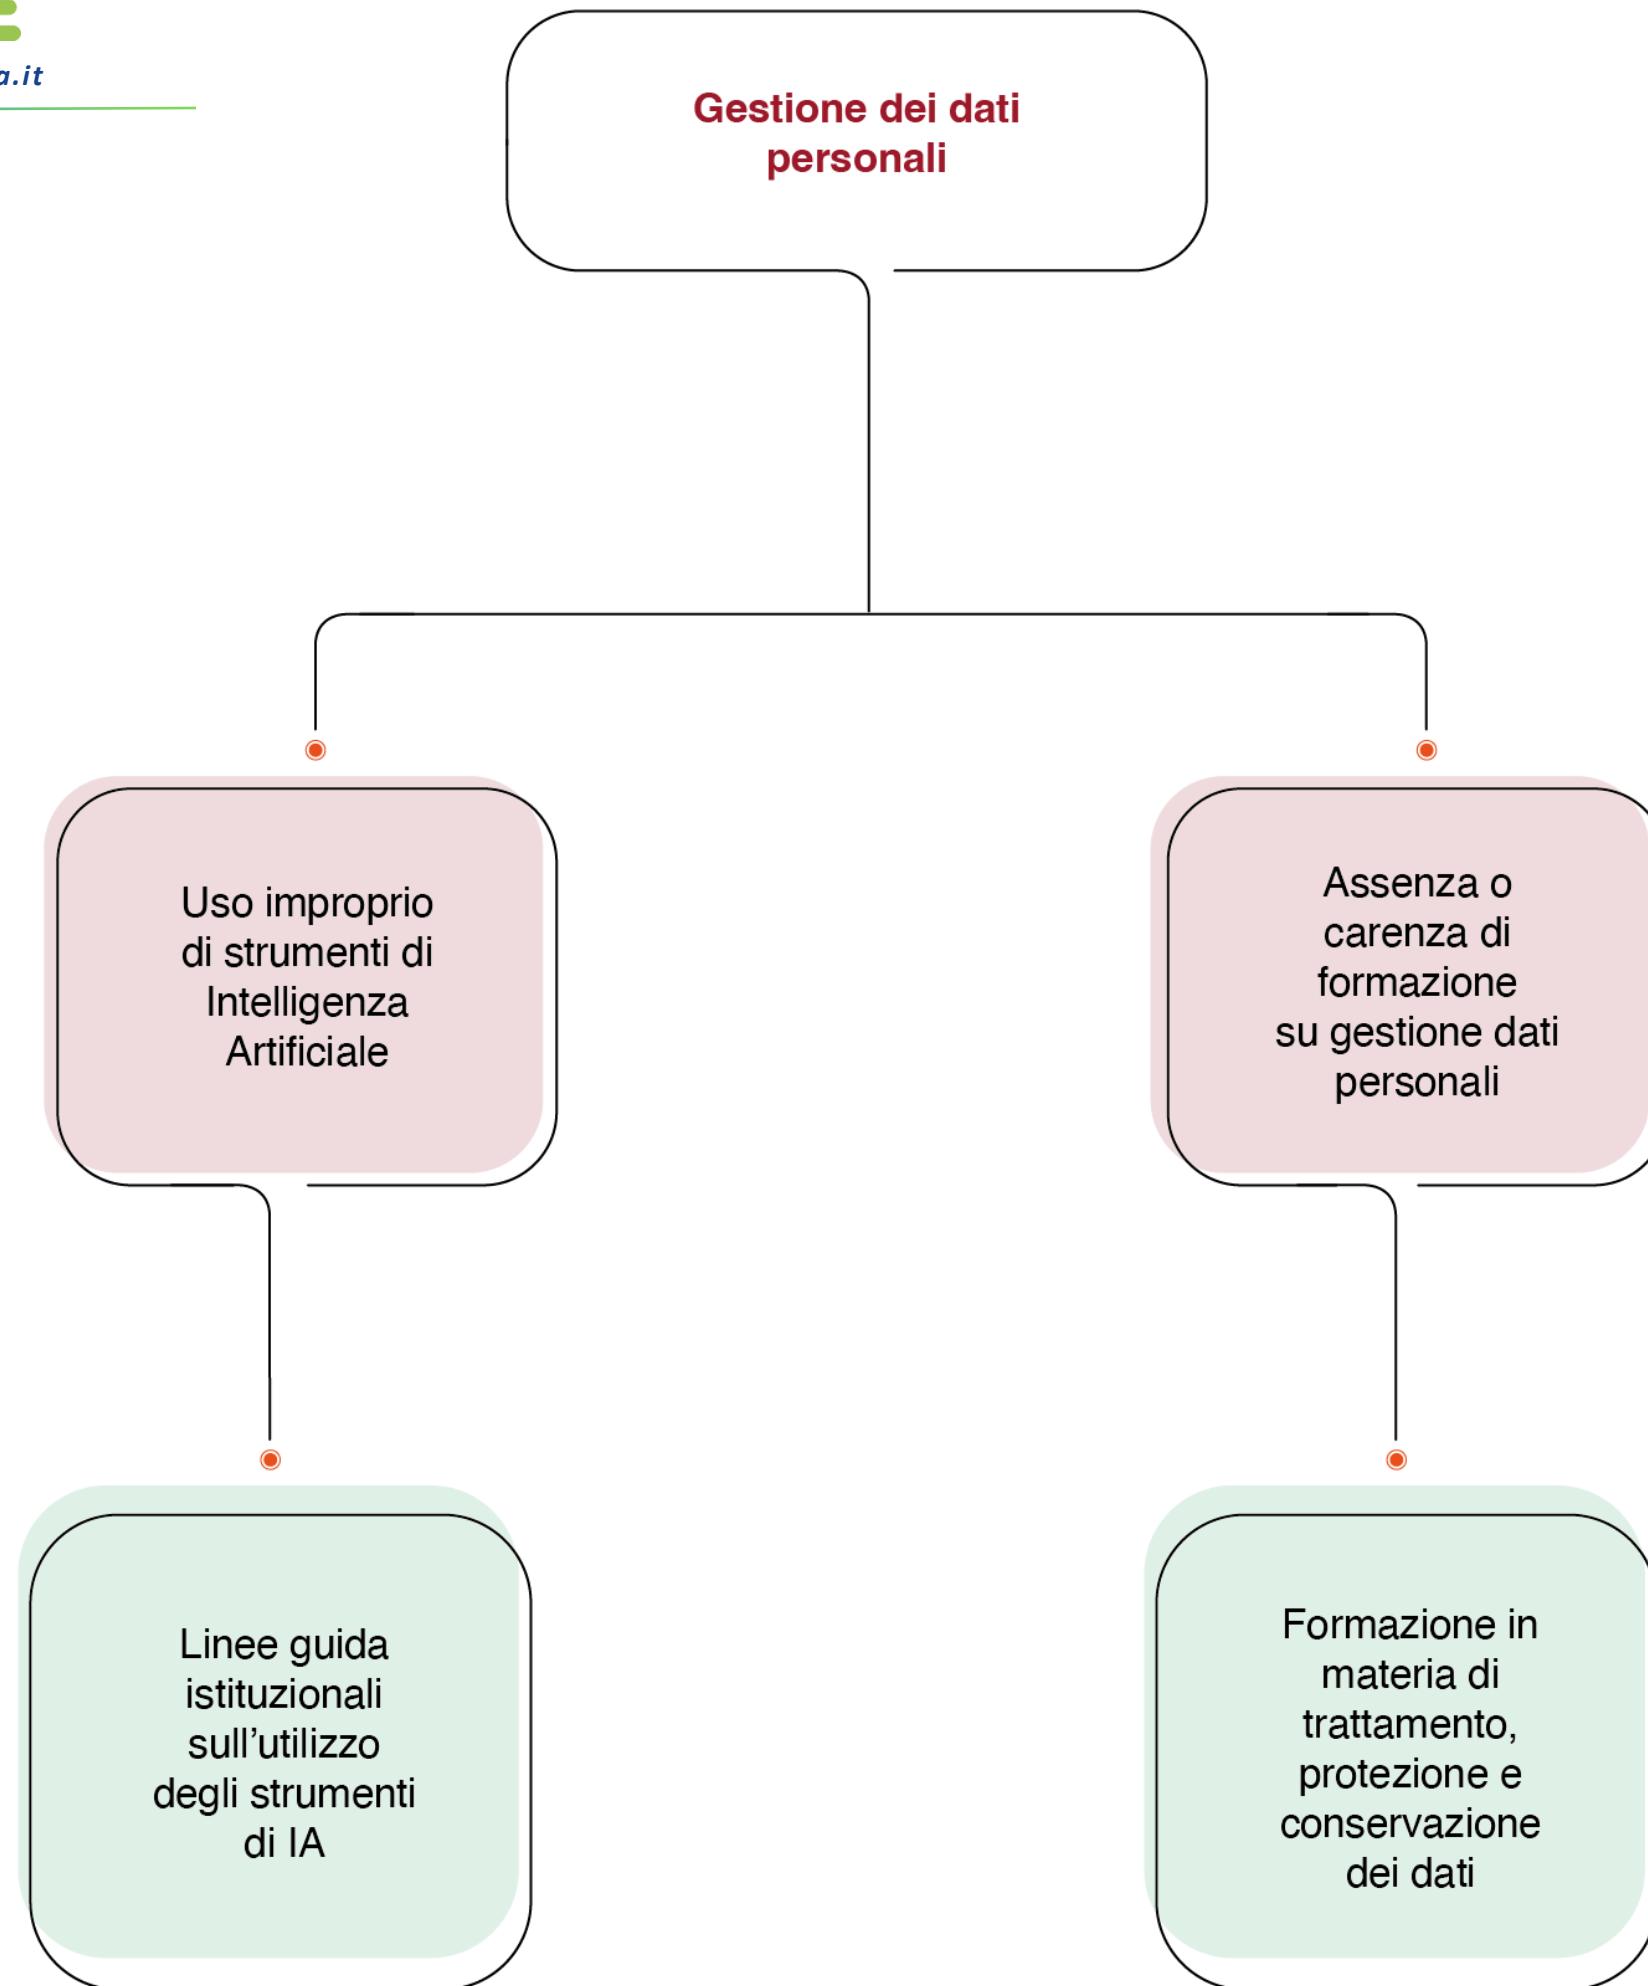 a.it
Gestione dei dati
personali
Uso improprio
di strumenti di
Intelligenza
Artificiale
Assenza o
carenza di
formazione
su gestione dati
personali
Linee guida
istituzionali
sull’utilizzo
degli strumenti
di IA
Formazione in
materia di
trattamento,
protezione e
conservazione
dei dati